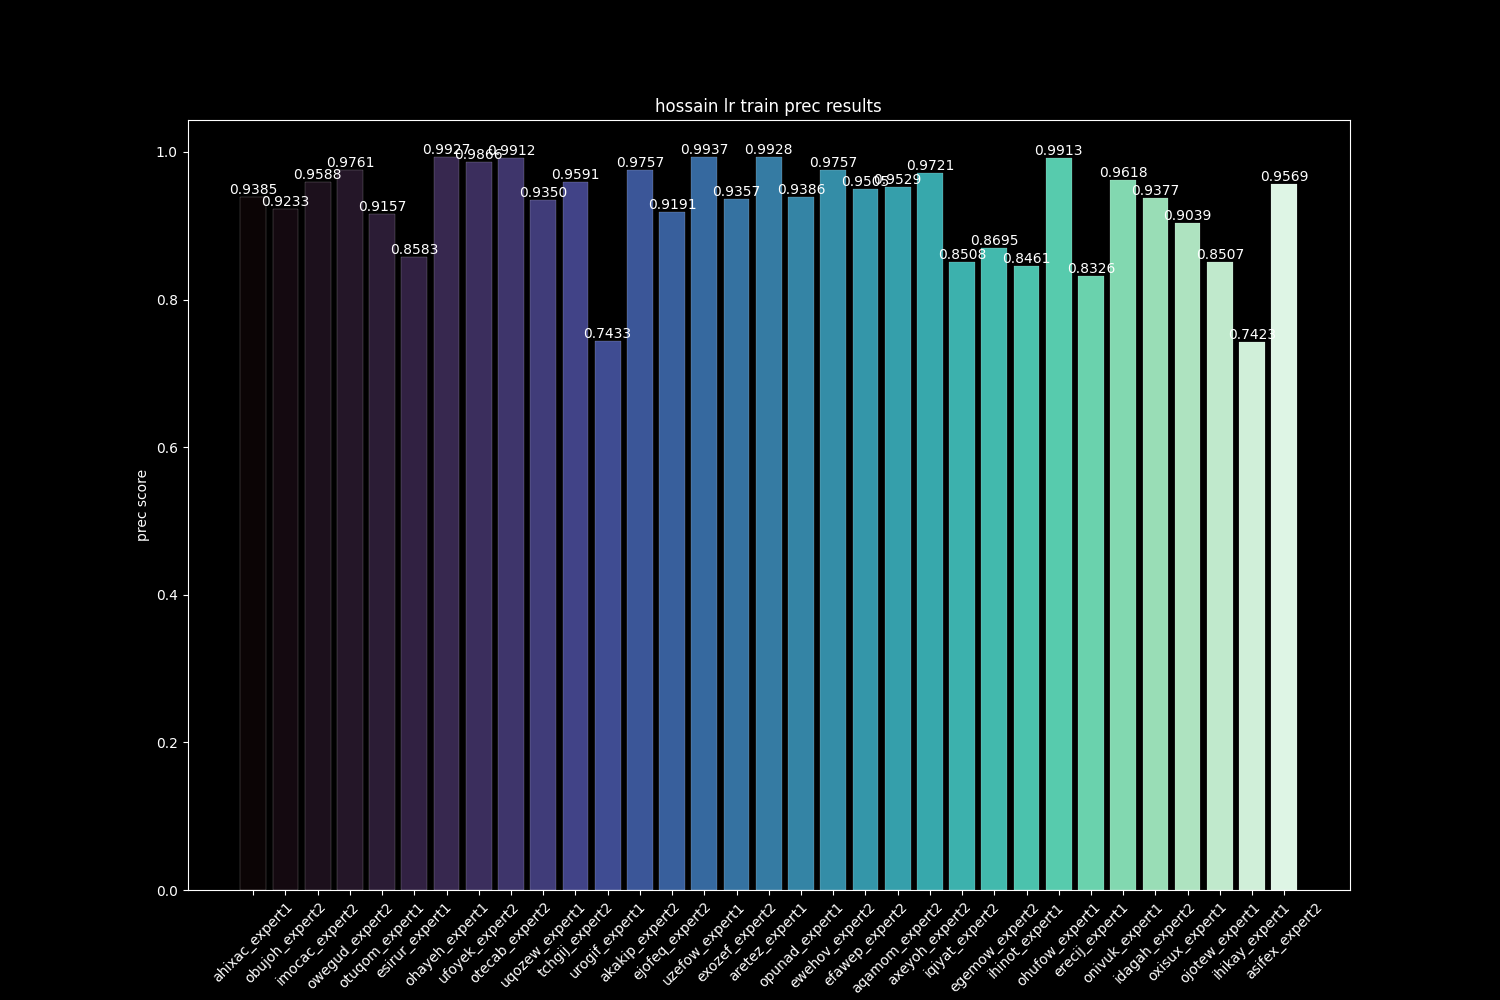 hossain lr train prec results
prec score
1.0
0.8
0.6
0.4
0.2
0.0
0.9385
0.9233
0.9588
0.9761
0.9157
0.8583
0.9927
0.9866
0.9912
0.9350
0.9591
0.7433
0.9757
0.9191
0.9937
0.9357
0.9928
0.9386
0.9757
0.9505
0.9529
0.9721
0.8508
0.8695
0.8461
0.9913
0.8326
0.9618
0.9377
0.9039
0.8507
0.7423
0.9569
ahixac_expert1
obujoh_expert2
imocac_expert2
owegud_expert2
otuqom_expert1
esirur_expert1
ohayeh_expert1
ufoyek_expert2
otecab_expert2
uqozew_expert1
tchgij_expert2
urogif_expert1
akakip_expert2
ejofeq_expert2
uzefow_expert1
exozef_expert2
aretez_expert1
opunad_expert1
ewehov_expert2
efawep_expert2
aqamom_expert2
axeyoh_expert2
iqiyat_expert2
egemow_expert2
ihinot_expert1
ohufow_expert1
erecij_expert1
onivuk_expert1
idagah_expert2
oxisux_expert1
ojotew_expert1
ihikay_expert1
asifex_expert2